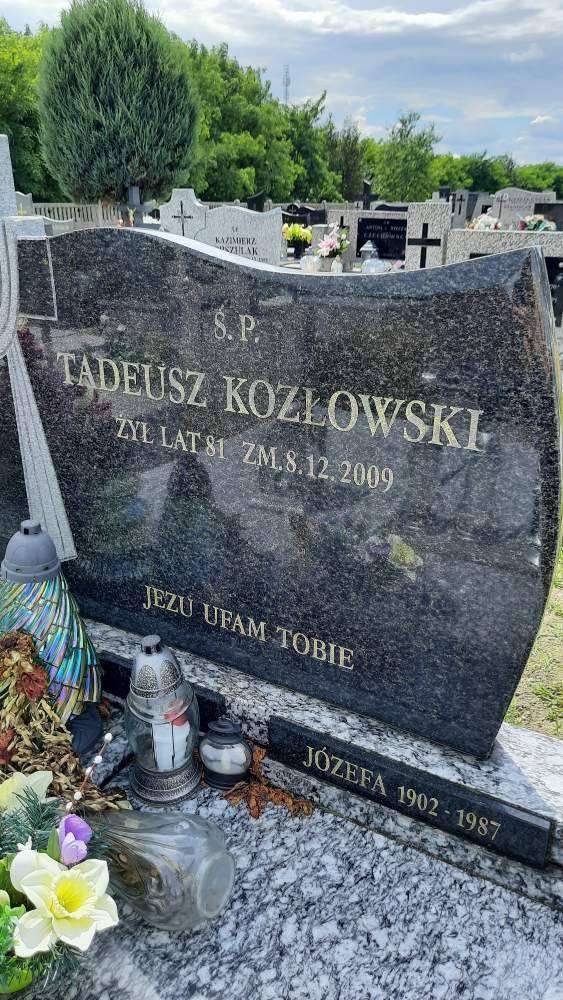 Ś.P.
TADEUSZ KOZŁOWSKI
ŻYŁ LAT 81 ZM.8.12.2009
JEZU UFAM TOBIE
JÓZEFA 1902 - 1987
KAZIMIERZ